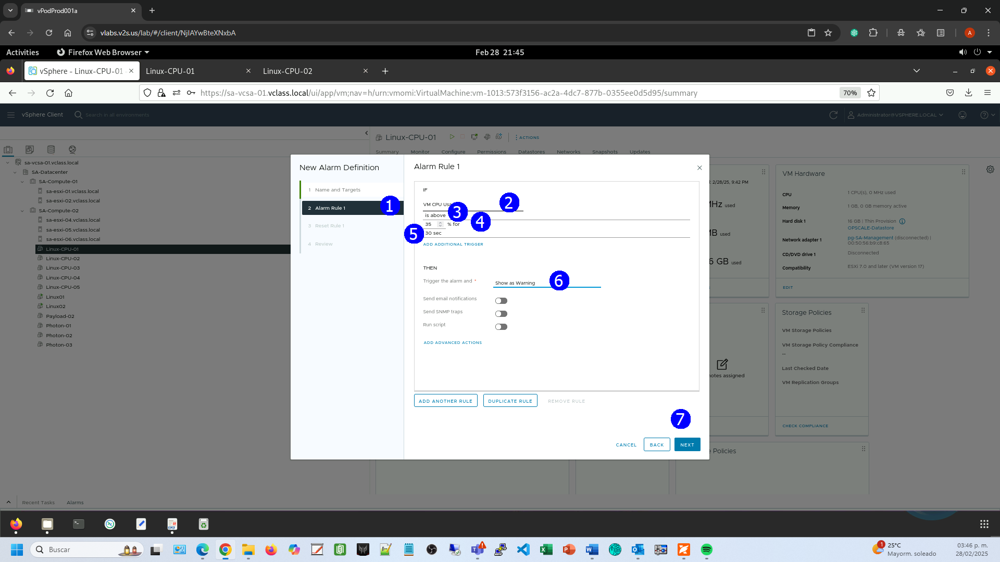 vPodProd001a
vlabs.v2s.us/lab/#/client/NjIAYwBteXNxbA
A
Activities
Firefox Web Browser
Feb 28 21:45
vSphere - Linux-CPU-01
Linux-CPU-01
Linux-CPU-02
https://sa-vcsa-01.vclass.local/ui/app/vm;nav=h/urn:vmomi:VirtualMachine:vm-1013:573f3156-ac2a-4dc7-877b-0355ee0d5d95/summary
70%
vSphere Client
Search in all environments
Administrator@VSPHERE.LOCAL
sa-vcsa-01.vclass.local
SA-Datacenter
SA-Compute-01
sa-esxi-01.vclass.local
sa-esxi-02.vclass.local
SA-Compute-02
sa-esxi-04.vclass.local
sa-esxi-05.vclass.local
sa-esxi-06.vclass.local
Linux-CPU-01
Linux-CPU-02
Linux-CPU-03
Linux-CPU-04
Linux-CPU-05
Linux01
Linux02
Payload-02
Photon-01
Photon-02
Photon-03
Linux-CPU-01
ACTIONS
Summary Monitor Configure Permissions Datastores Networks Snapshots Updates
New Alarm Definition
1 Name and Targets
2 Alarm Rule 1
1
3 Reset Rule 1
4 Review
Alarm Rule 1
IF
VM CPU Usa
2
is above
3
35 % for
4
5
30 sec
ADD ADDITIONAL TRIGGER
THEN
Trigger the alarm and *
Show as Warning
6
Send email notifications
Send SNMP traps
Run script
ADD ADVANCED ACTIONS
ADD ANOTHER RULE
DUPLICATE RULE
REMOVE RULE
7
CANCEL
BACK
NEXT
: 2/28/25, 9:42 PM
Hz used
B used
6 GB used
notes assigned
VM Hardware
CPU 1 CPU(s), 0 MHz used
Memory 1 GB, 0 GB memory active
Hard disk 1 16 GB | Thin Provision
OPSCALE-Datastore
Network adapter 1 pg-SA-Management (disconnected) |
00:50:56:b9:c8:65
CD/DVD drive 1 Disconnected
Compatibility ESXi 7.0 and later (VM version 17)
EDIT
Storage Policies
VM Storage Policies
VM Storage Policy Compliance
--
Last Checked Date
VM Replication Groups
CHECK COMPLIANCE
e Policies
Recent Tasks Alarms
Buscar
1
25°C
Mayorm. soleado
03:46 p. m.
28/02/2025